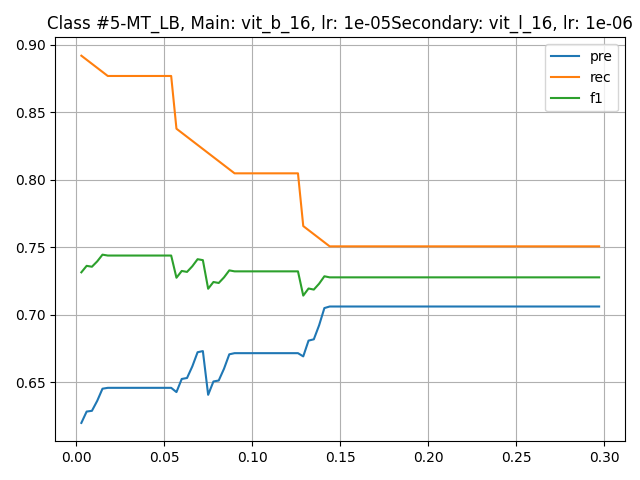 Class #5-MT_LB, Main: vit_b_16, lr: 1e-05Secondary: vit_l_16, lr: 1e-06
pre
rec
f1
0.90
0.85
0.80
0.75
0.70
0.65
0.00 0.05 0.10 0.15 0.20 0.25 0.30